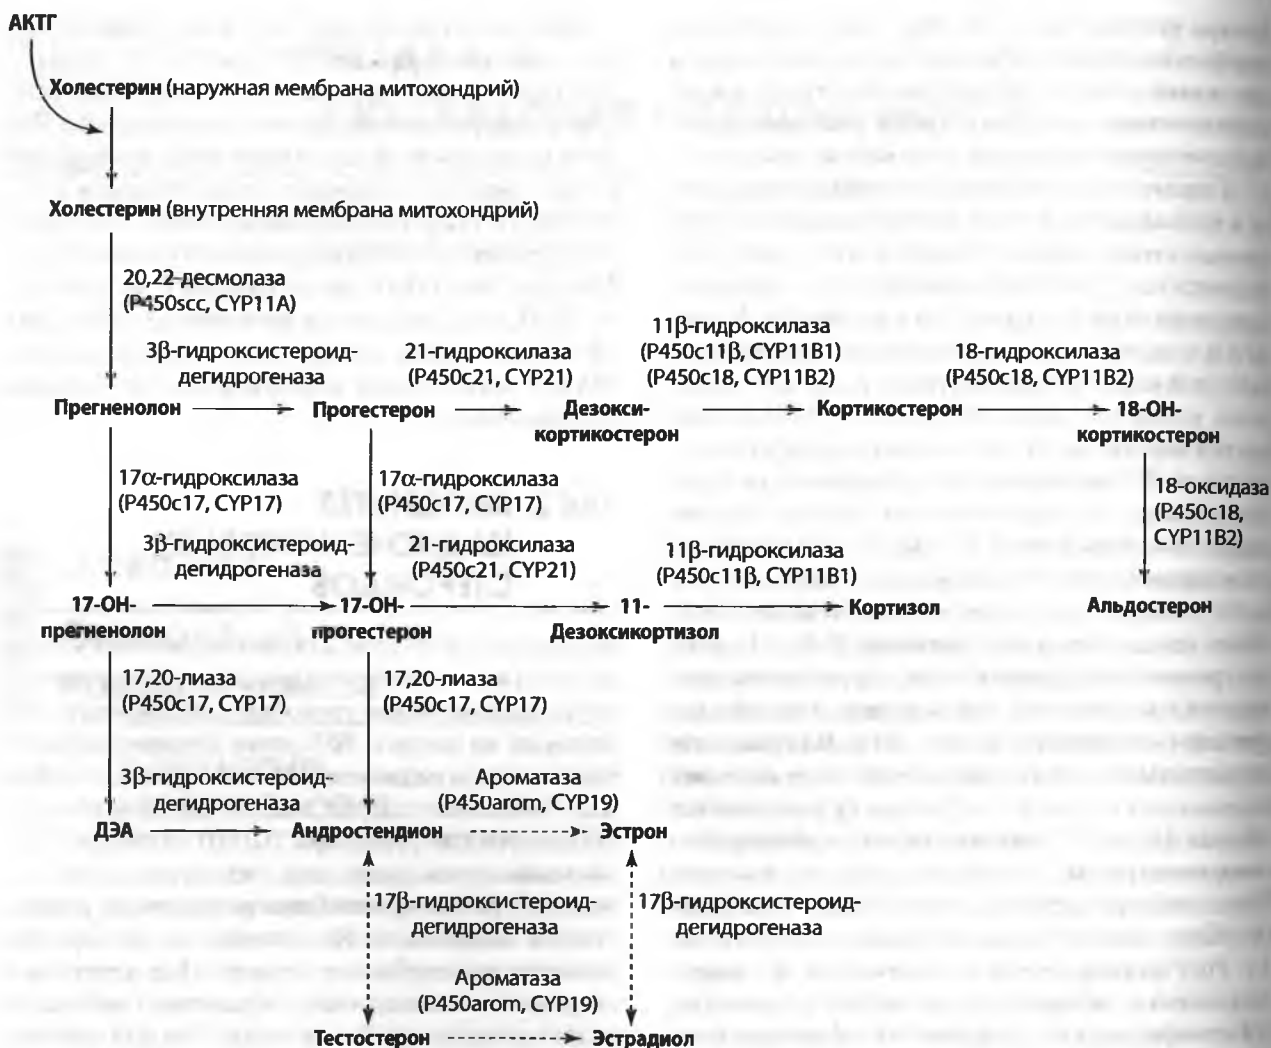 АКТГ
Холестерин (наружная мембрана митохондрий)
Холестерин (внутренняя мембрана митохондрий)
20,22-десмолаза
(P450scc, CYP11A)
3β-гидроксистероид-
дегидрогеназа
21-гидроксилаза
(P450c21, CYP21)
11β-гидроксилаза
(P450c11β, CYP11B1)
(P450c18, CYP11B2)
18-гидроксилаза
(P450c18, CYP11B2)
Прегненолон
Прогестерон
Дезокси-
кортикостерон
Кортикостерон
18-ОН-
кортикостерон
17α-гидроксилаза
(P450c17, CYP17)
17α-гидроксилаза
(P450c17, CYP17)
18-оксидаза
(P450c18,
CYP11B2)
3β-гидроксистероид-
дегидрогеназа
21-гидроксилаза
(P450c21, CYP21)
11β-гидроксилаза
(P450c11β, CYP11B1)
17-ОН-
прегненолон
17-ОН-
прогестерон
11-
Дезоксикортизол
Кортизол
Альдостерон
17,20-лиаза
(P450c17, CYP17)
17,20-лиаза
(P450c17, CYP17)
3β-гидроксистероид-
дегидрогеназа
Ароматаза
(P450arom, CYP19)
ДЭА
Андростендион
Эстрон
17β-гидроксистероид-
дегидрогеназа
17β-гидроксистероид-
дегидрогеназа
Ароматаза
(P450arom, CYP19)
Тестостерон
Эстрадиол